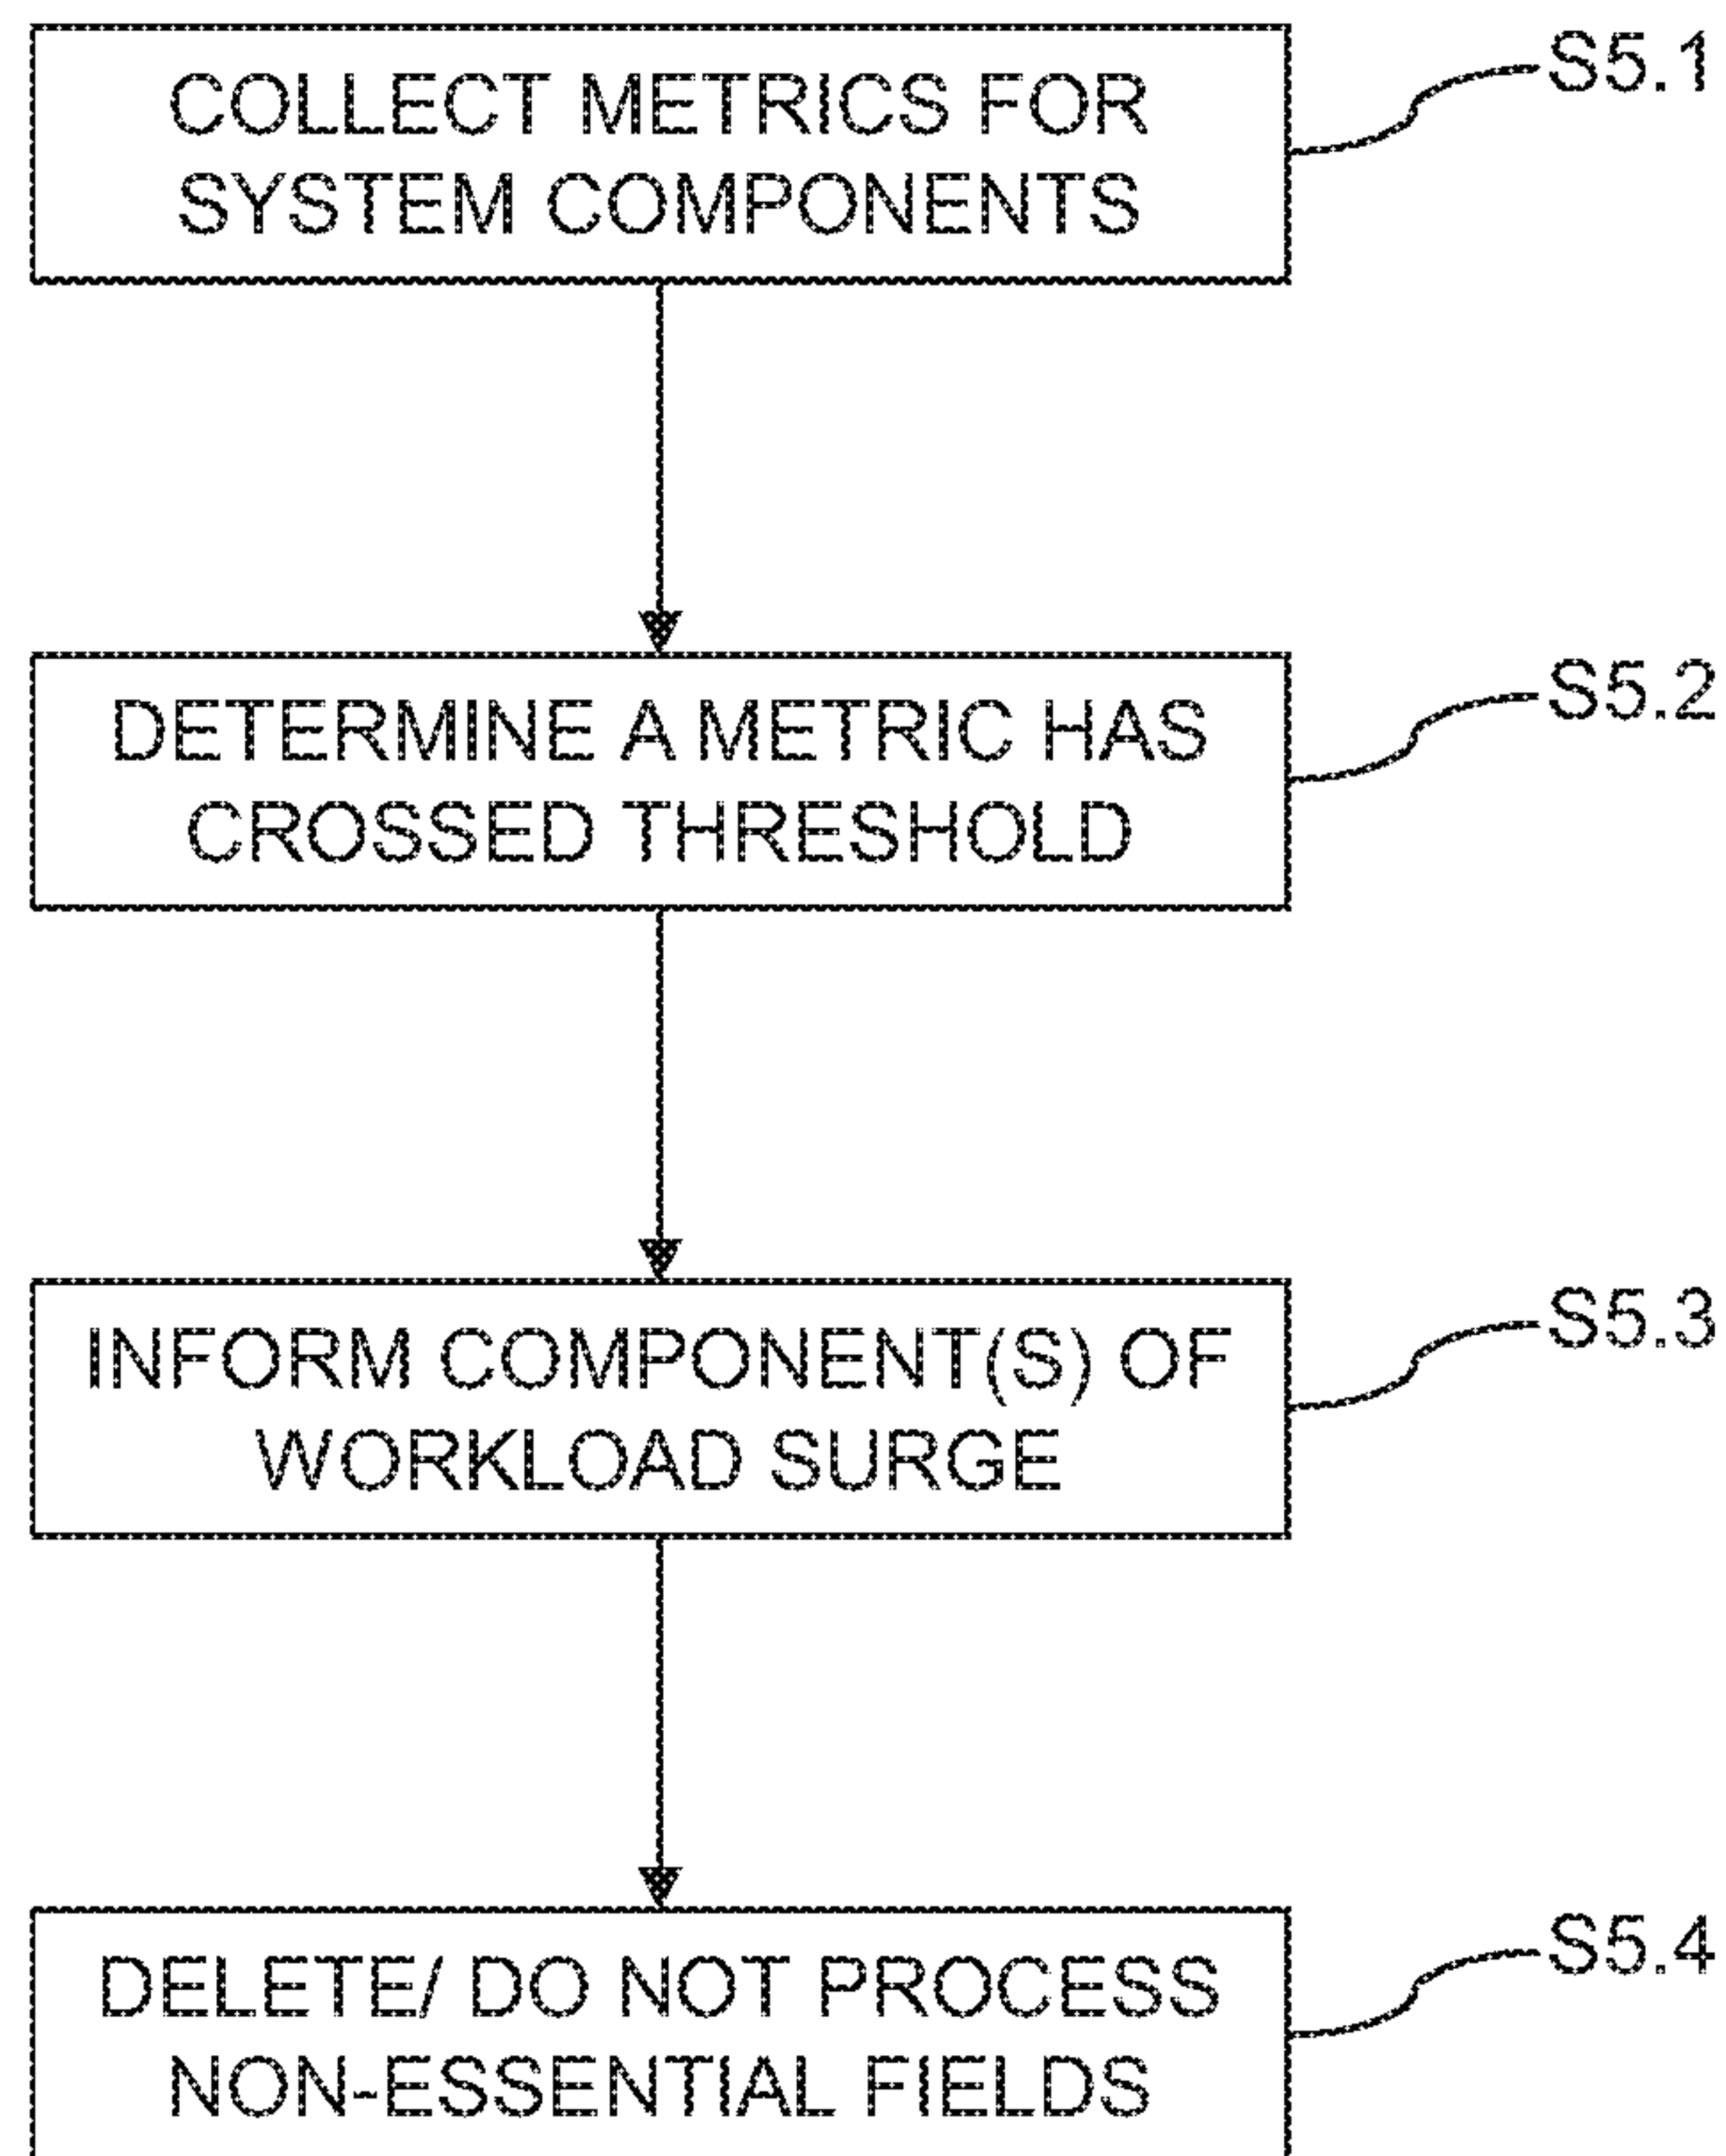 COLLECT METRICS FOR
SYSTEM COMPONENTS
S5.1
DETERMINE A METRIC HAS
CROSSED THRESHOLD
S5.2
INFORM COMPONENT(S) OF
WORKLOAD SURGE
S5.3
DELETE/ DO NOT PROCESS
NON-ESSENTIAL FIELDS
S5.4